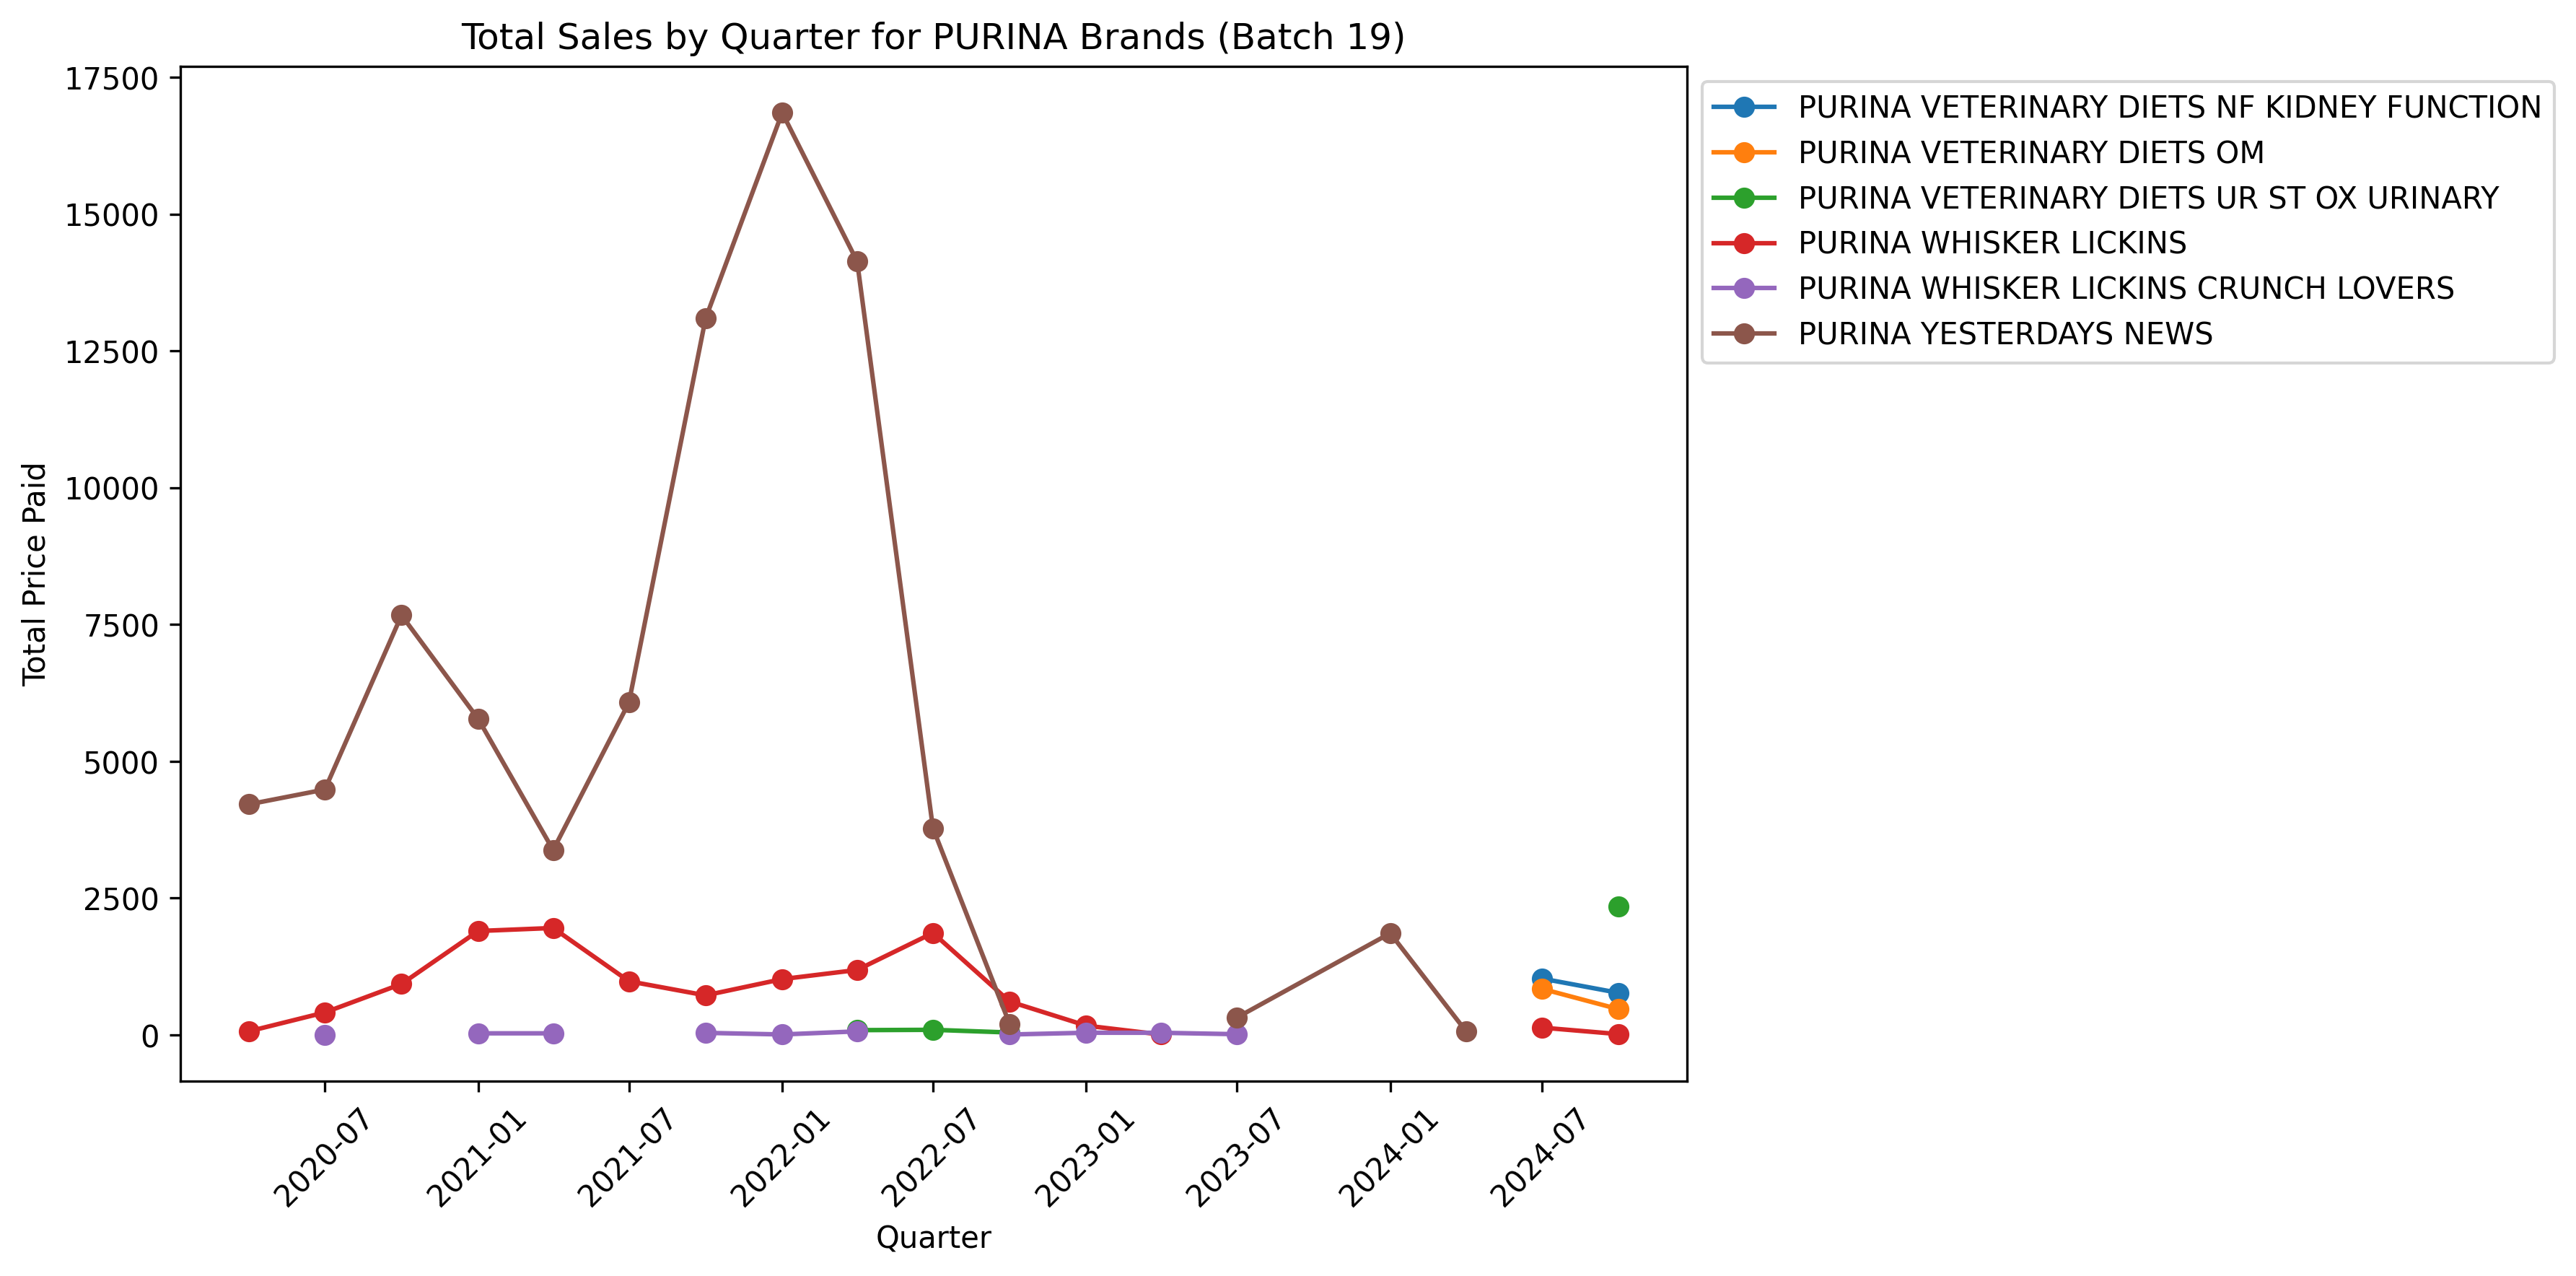 Total Sales by Quarter for PURINA Brands (Batch 19)
17500
15000
12500
10000
7500
5000
2500
0
Total Price Paid
2020-07
2021-01
2021-07
2022-01
2022-07
2023-01
2023-07
2024-01
2024-07
Quarter
PURINA VETERINARY DIETS NF KIDNEY FUNCTION
PURINA VETERINARY DIETS OM
PURINA VETERINARY DIETS UR ST OX URINARY
PURINA WHISKER LICKINS
PURINA WHISKER LICKINS CRUNCH LOVERS
PURINA YESTERDAYS NEWS